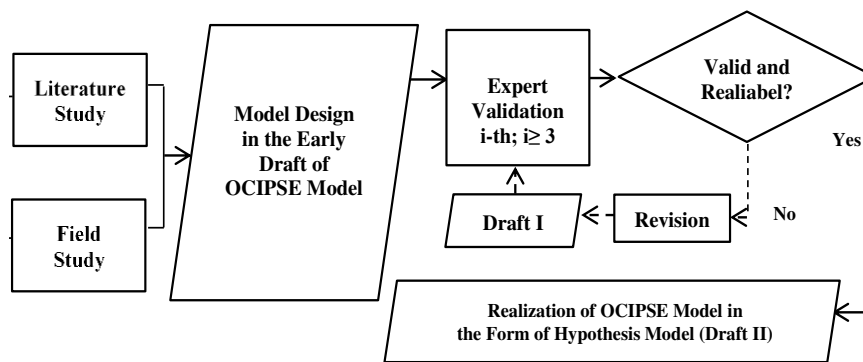 Literature
Study
Field
Study
Model Design
in the Early
Draft of
OCIPSE Model
Expert
Validation
i-th; i≥ 3
Valid and
Realiabel?
Yes
No
Revision
Draft I
Realization of OCIPSE Model in
the Form of Hypothesis Model (Draft II)